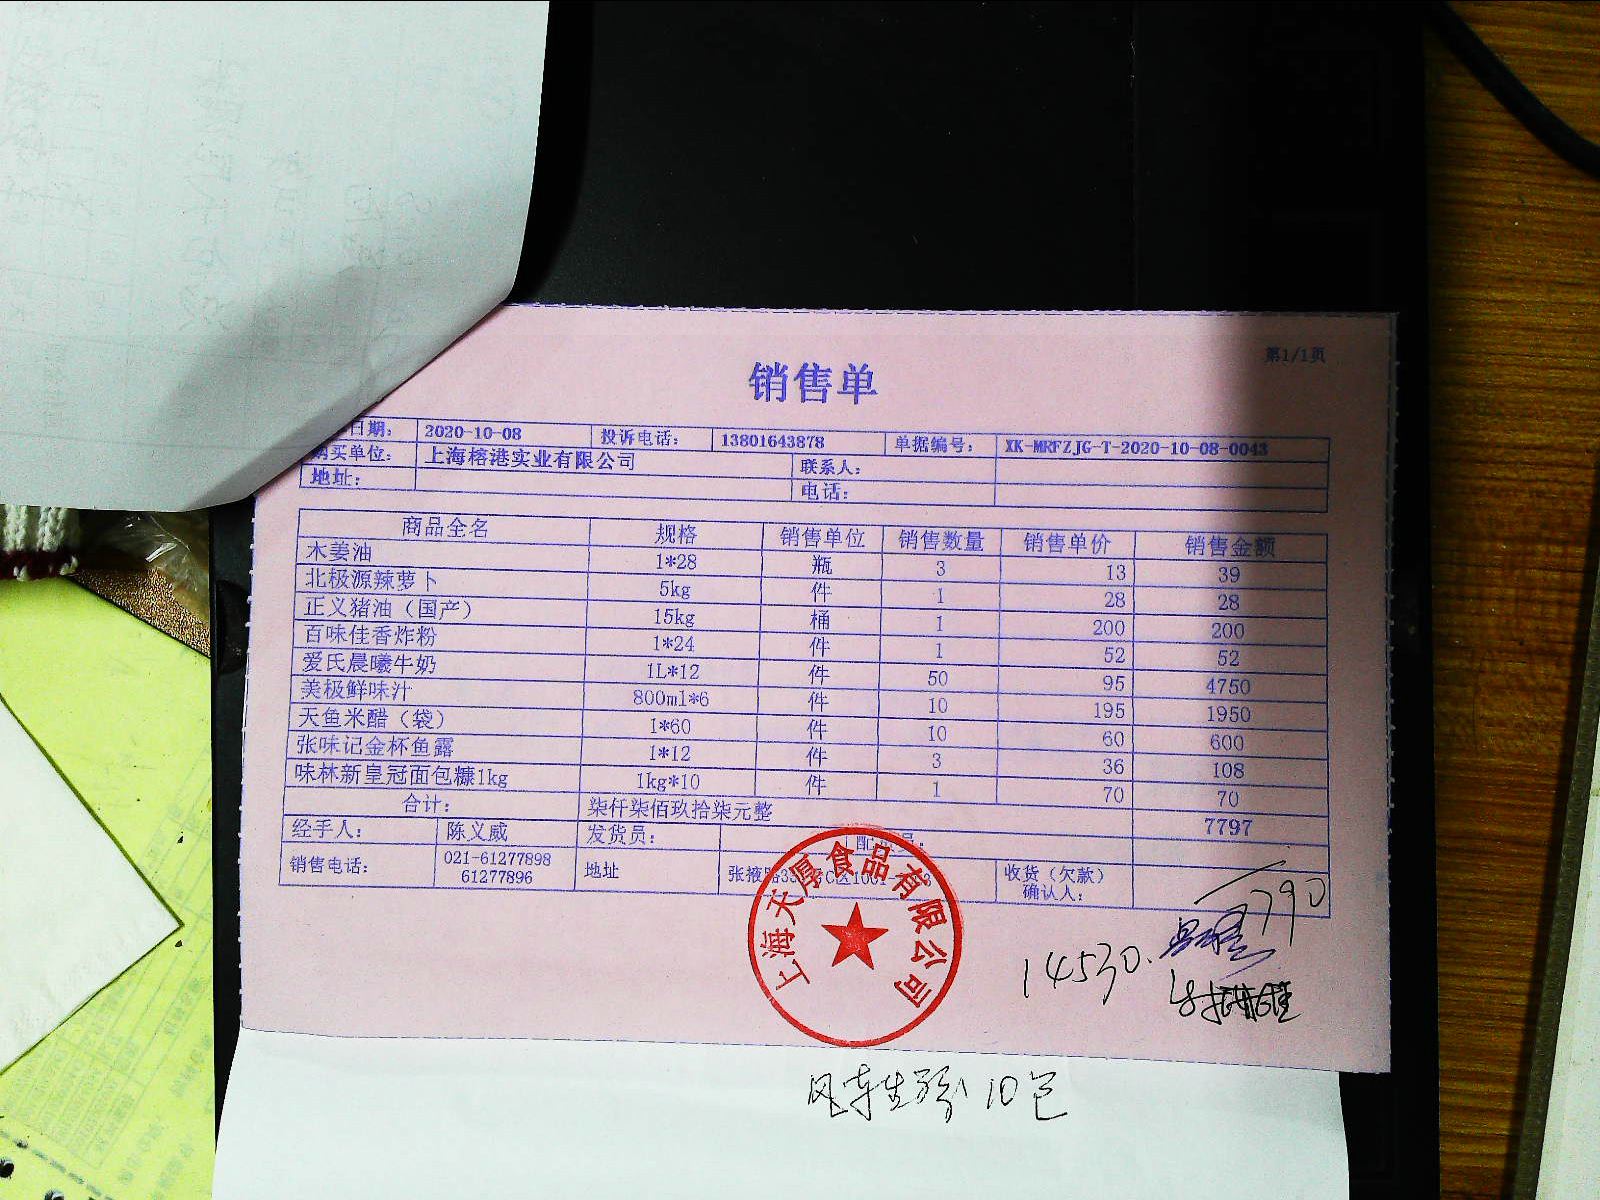 第1/1页
销售单
日期： 2020-10-08 投诉电话： 13801643878 单据编号： XK-MRFZJG-T-2020-10-08-0043
购买单位： 上海榕港实业有限公司 联系人：
地址： 电话：
商品全名 规格 销售单位 销售数量 销售单价 销售金额
木姜油 1*28 瓶 3 13 39
北极源辣萝卜 5kg 件 1 28 28
正义猪油（国产） 15kg 桶 1 200 200
百味佳香炸粉 1*24 件 1 52 52
爱氏晨曦牛奶 1L*12 件 50 95 4750
美极鲜味汁 800ml*6 件 10 195 1950
天鱼米醋（袋） 1*60 件 10 60 600
张味记金杯鱼露 1*12 件 3 36 108
味林新皇冠面包糠1kg 1kg*10 件 1 70 70
合计： 柒仟柒佰玖拾柒元整 7797
经手人： 陈义威 发货员：
销售电话： 021-61277898 地址 张掖 收货（欠款）
61277896 确认人：
上海天厚食品有限公司
7790
14530.
风车生粉 10包